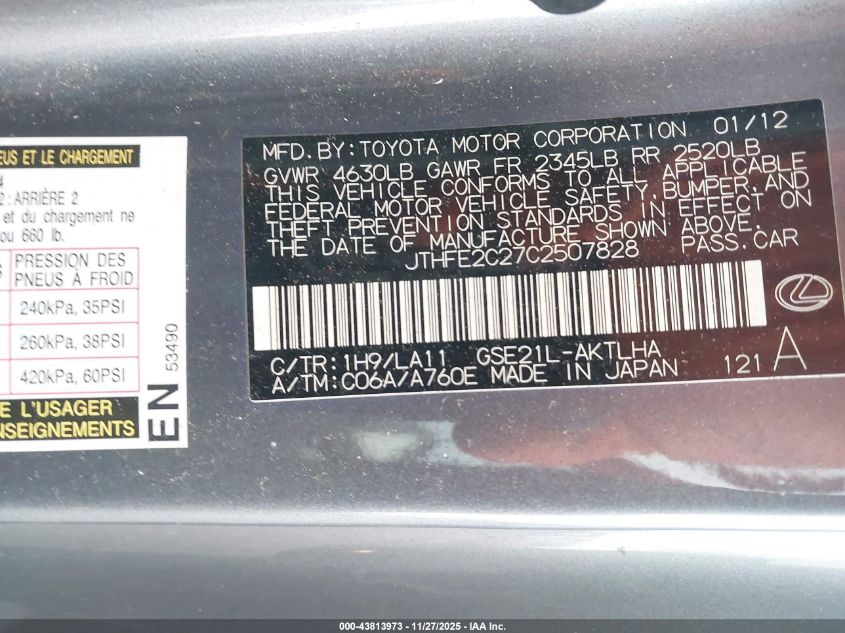 EUS ET LE CHARGEMENT
4
2 : ARRIÈRE 2
et du chargement ne
ou 660 lb.
PRESSION DES
PNEUS À FROID
240kPa, 35PSI
260kPa, 38PSI
420kPa, 60PSI
E L'USAGER
NSEIGNEMENTS
EN
53490
MFD. BY: TOYOTA MOTOR CORPORATION 01/12
GVWR 4630LB GAWR FR 2345LB RR 2520LB
THIS VEHICLE CONFORMS TO ALL APPLICABLE
FEDERAL MOTOR VEHICLE SAFETY, BUMPER, AND
THEFT PREVENTION STANDARDS IN EFFECT ON
THE DATE OF MANUFACTURE SHOWN ABOVE.
JTHFE2C27C2507828 PASS. CAR
C/TR: 1H9/LA11 GSE21L-AKTLHA
A/TM: C06A/A760E MADE IN JAPAN 121 A
000-43813973 — 11/27/2025 — IAA Inc.